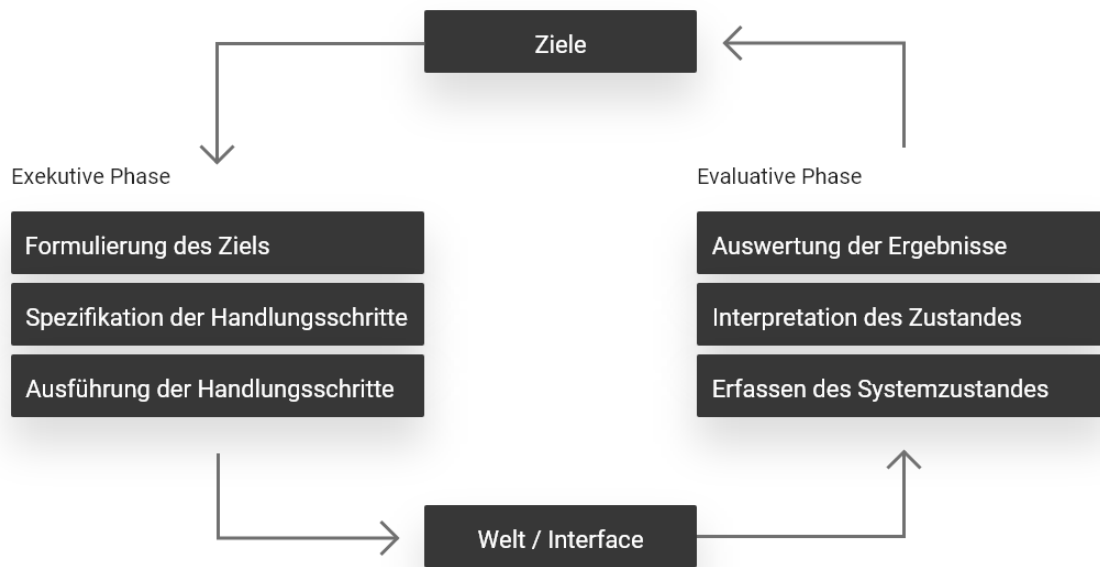 Ziele
Exekutive Phase
Formulierung des Ziels
Spezifikation der Handlungsschritte
Ausführung der Handlungsschritte
Evaluative Phase
Auswertung der Ergebnisse
Interpretation des Zustandes
Erfassen des Systemzustandes
Welt / Interface